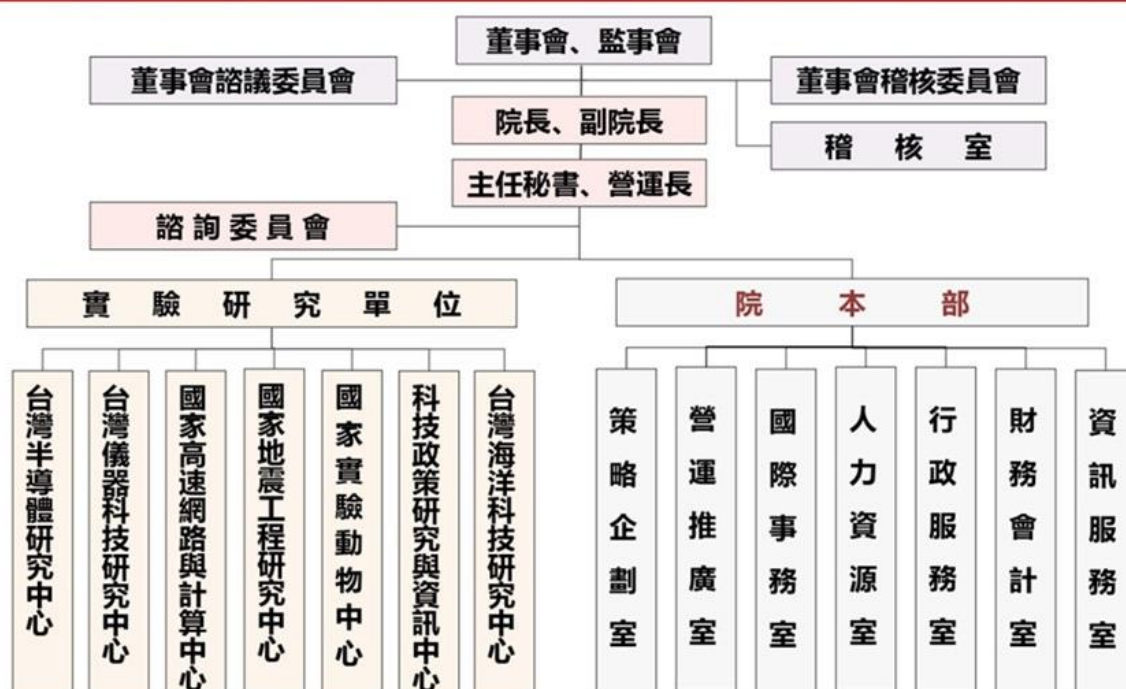 董事會、監事會
董事會諮議委員會
董事會稽核委員會
院長、副院長
稽核室
主任秘書、營運長
諮詢委員會
實驗研究單位
院本部
台灣半導體研究中心
台灣儀器科技研究中心
國家高速網路與計算中心
國家地震工程研究中心
國家實驗動物中心
科技政策研究與資訊中心
台灣海洋科技研究中心
策略企劃室
營運推廣室
國際事務室
人力資源室
行政服務室
財務會計室
資訊服務室